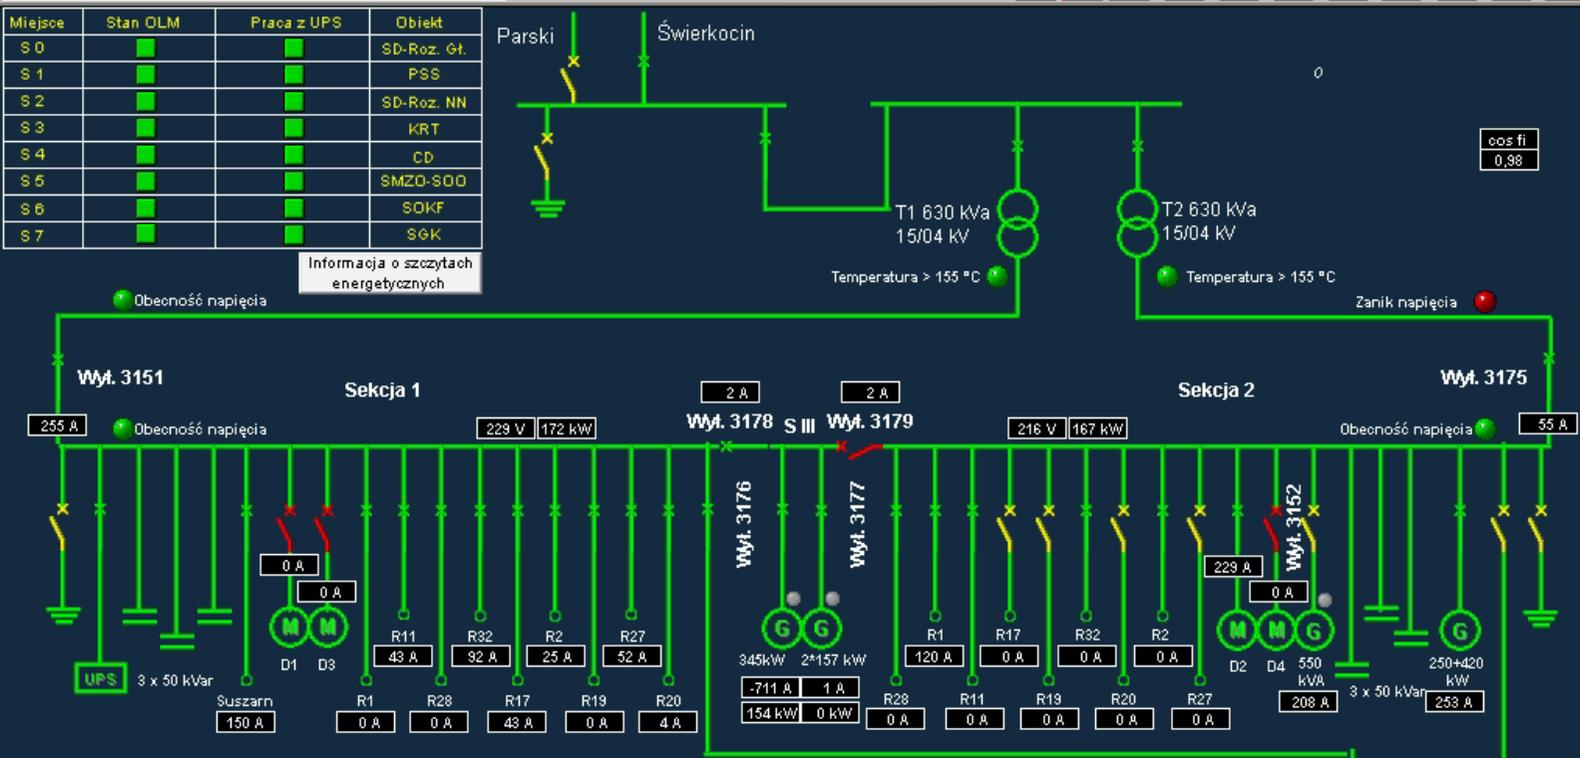 Miejsce Stan OLM Praca z UPS Obiekt
S 0 SD-Roz. Gł.
S 1 PSS
S 2 SD-Roz. NN
S 3 KRT
S 4 CD
S 5 SMZO-SOO
S 6 SOKF
S 7 SGK
Informacja o szczytach
energetycznych
Parski
Świerkocin
0
cos fi
0,98
T1 630 kVa
15/04 kV
T2 630 kVa
15/04 kV
Temperatura > 155 °C
Temperatura > 155 °C
Obecność napięcia
Zanik napięcia
Wył. 3151
Sekcja 1
2 A
2 A
Sekcja 2
Wył. 3175
255 A
Obecność napięcia
229 V 172 kW
Wył. 3178
S III
Wył. 3179
216 V 167 kW
Obecność napięcia
55 A
Wył. 3176
Wył. 3177
Wył. 3152
0 A
0 A
229 A
0 A
M M
G G
M M G
G
D1 D3
R11
43 A
R32
92 A
R2
25 A
R27
52 A
345kW 2*157 kW
R1
120 A
R17
0 A
R32
0 A
R2
0 A
D2 D4 550
kVA
208 A
250+420
kW
253 A
UPS
3 x 50 kVar
3 x 50 kVar
-711 A 1 A
154 kW 0 kW
Suszarn
150 A
R1
0 A
R28
0 A
R17
43 A
R19
0 A
R20
4 A
R28
0 A
R11
0 A
R19
0 A
R20
0 A
R27
0 A